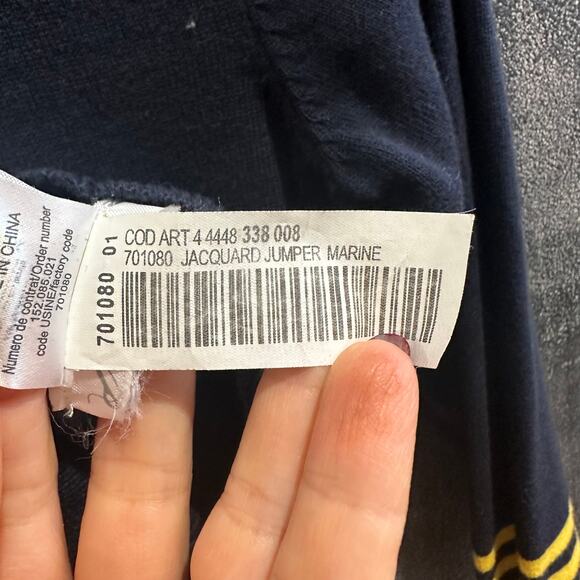 COD ART 4 4448 338 008
701080 JACQUARD JUMPER MARINE
701080 01
IN CHINA
Numero de contrat/Order number
152.085.021
code USINE/factory code
701080